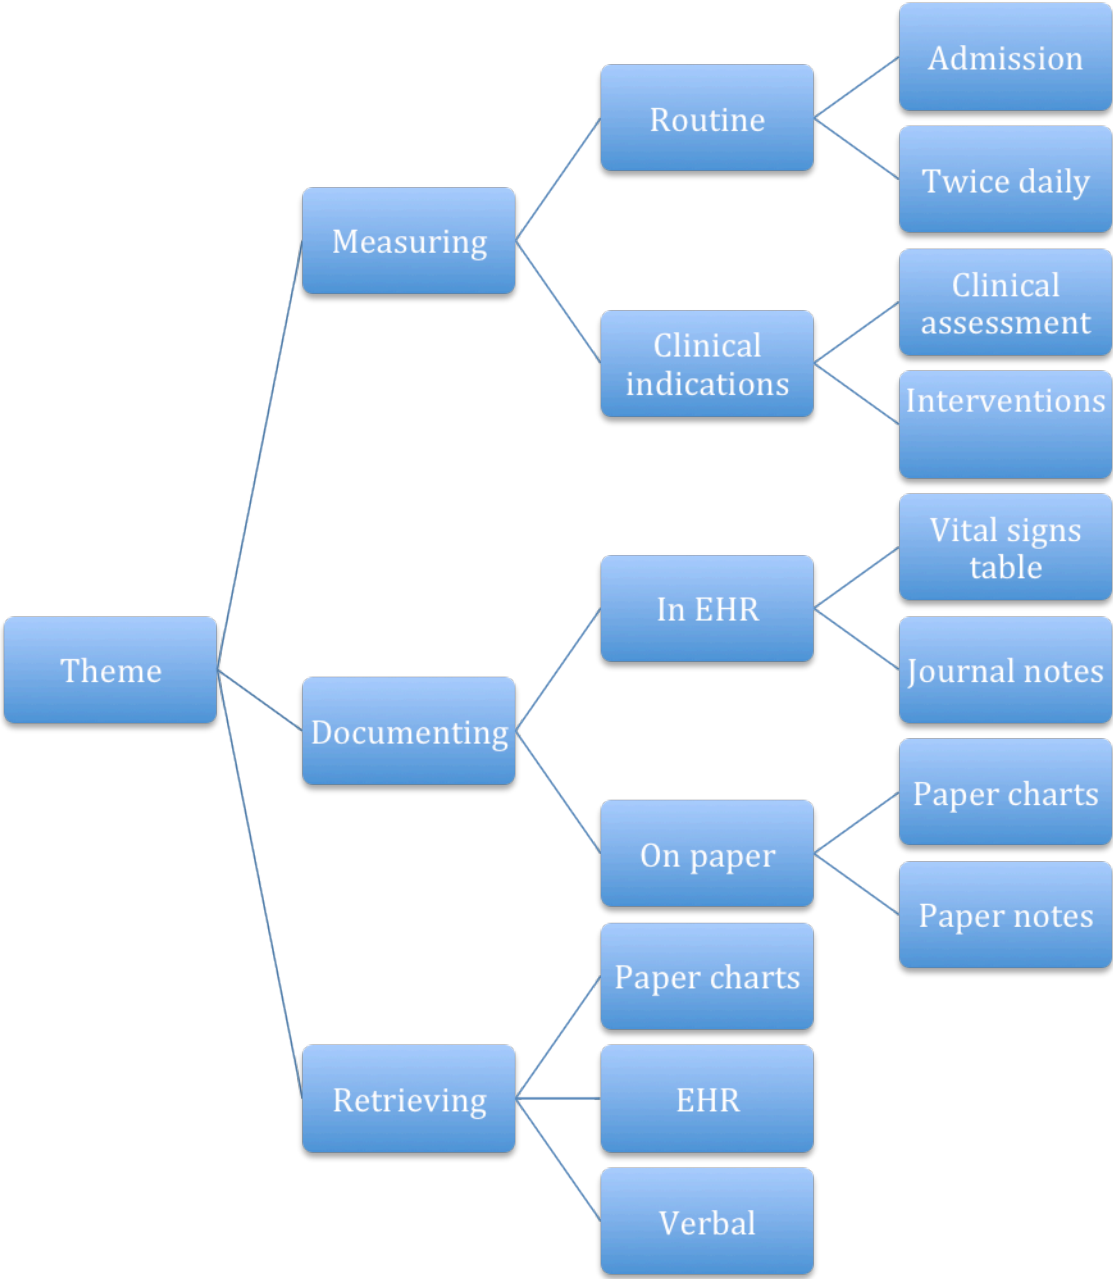 Theme
Measuring
Routine
Admission
Twice daily
Clinical
indications
Clinical
assessment
Interventions
Documenting
In EHR
Vital signs
table
Journal notes
On paper
Paper charts
Paper notes
Retrieving
Paper charts
EHR
Verbal